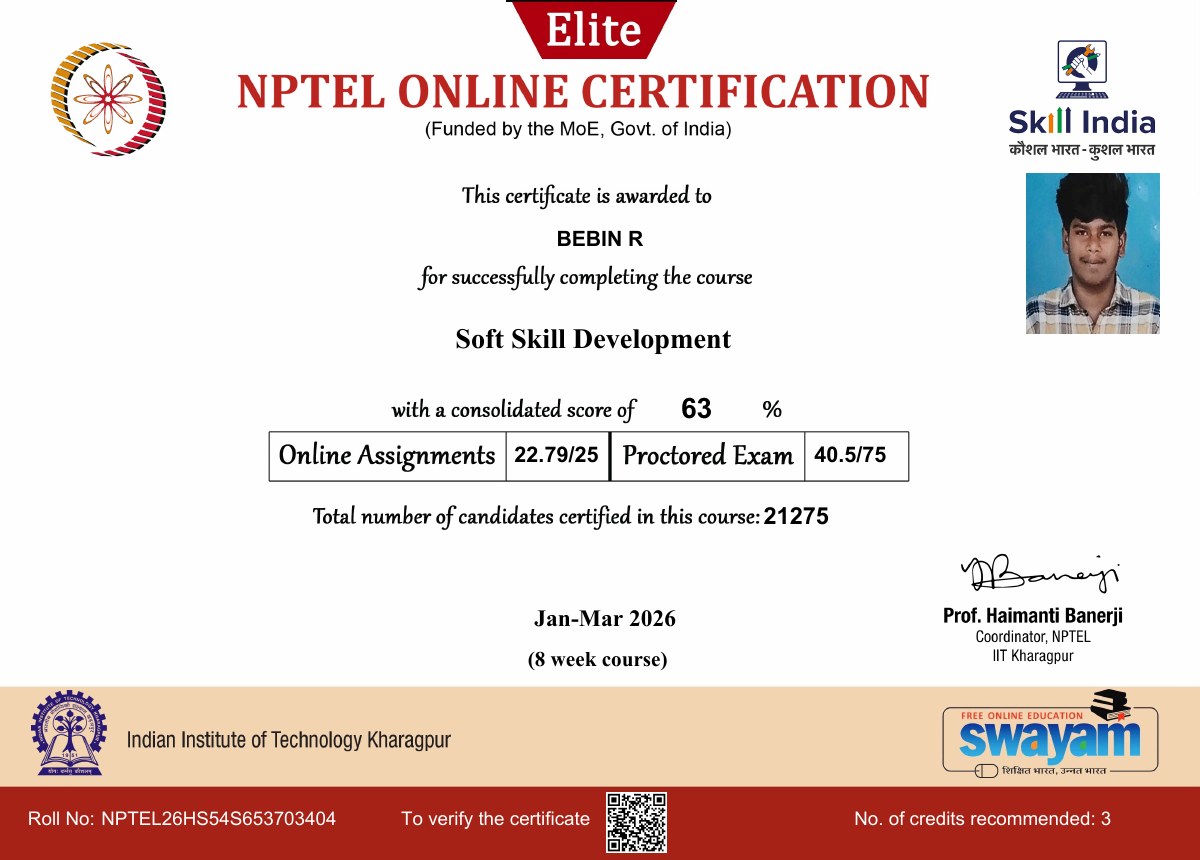 Elite
NPTEL ONLINE CERTIFICATION
(Funded by the MoE, Govt. of India)
Skill India
कौशल भारत - कुशल भारत
This certificate is awarded to
BEBIN R
for successfully completing the course
Soft Skill Development
with a consolidated score of 63 %
Online Assignments 22.79/25 Proctored Exam 40.5/75
Total number of candidates certified in this course: 21275
Banerji
Prof. Haimanti Banerji
Coordinator, NPTEL
IIT Kharagpur
Jan-Mar 2026
(8 week course)
Indian Institute of Technology Kharagpur
FREE ONLINE EDUCATION
swayam
शिक्षित भारत, उन्नत भारत
Roll No: NPTEL26HS54S653703404
To verify the certificate
No. of credits recommended: 3